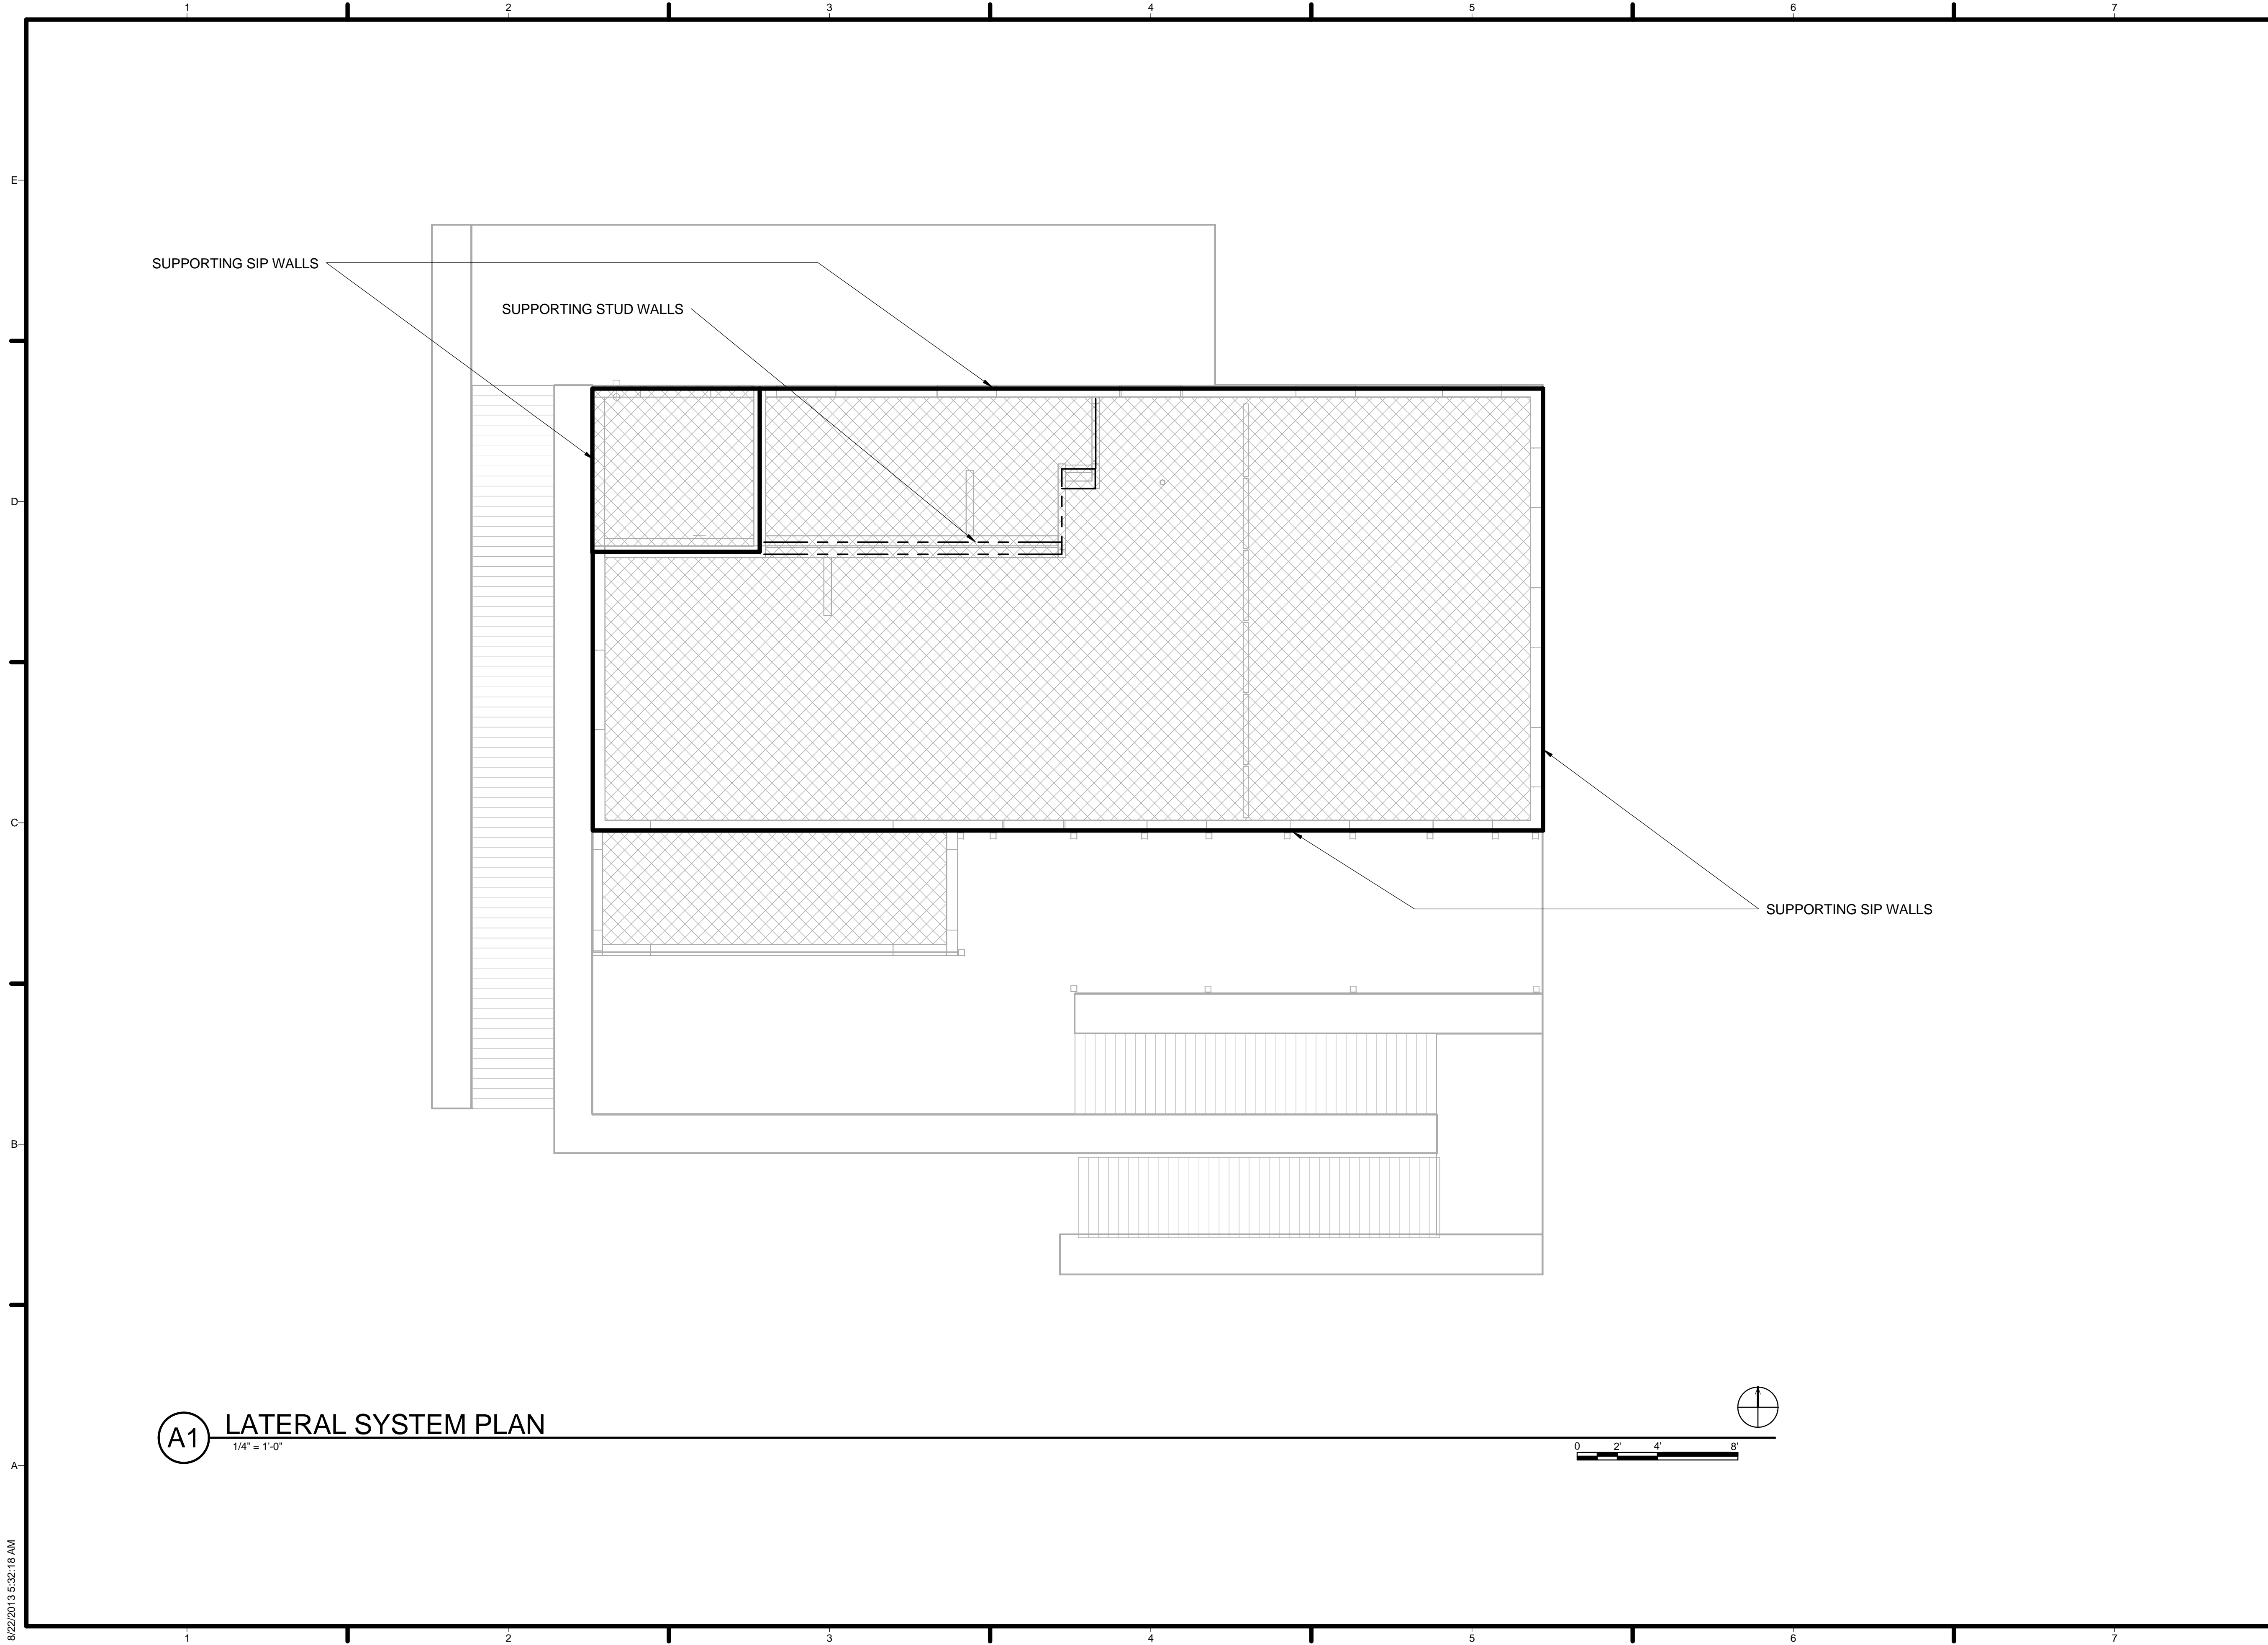 1 2 3 4 5 6 7
E
SUPPORTING SIP WALLS
SUPPORTING STUD WALLS
D
C
SUPPORTING SIP WALLS
B
A1 LATERAL SYSTEM PLAN
1/4" = 1'-0"
0 2' 4' 8'
A
8/22/2013 5:32:18 AM
1 2 3 4 5 6 7